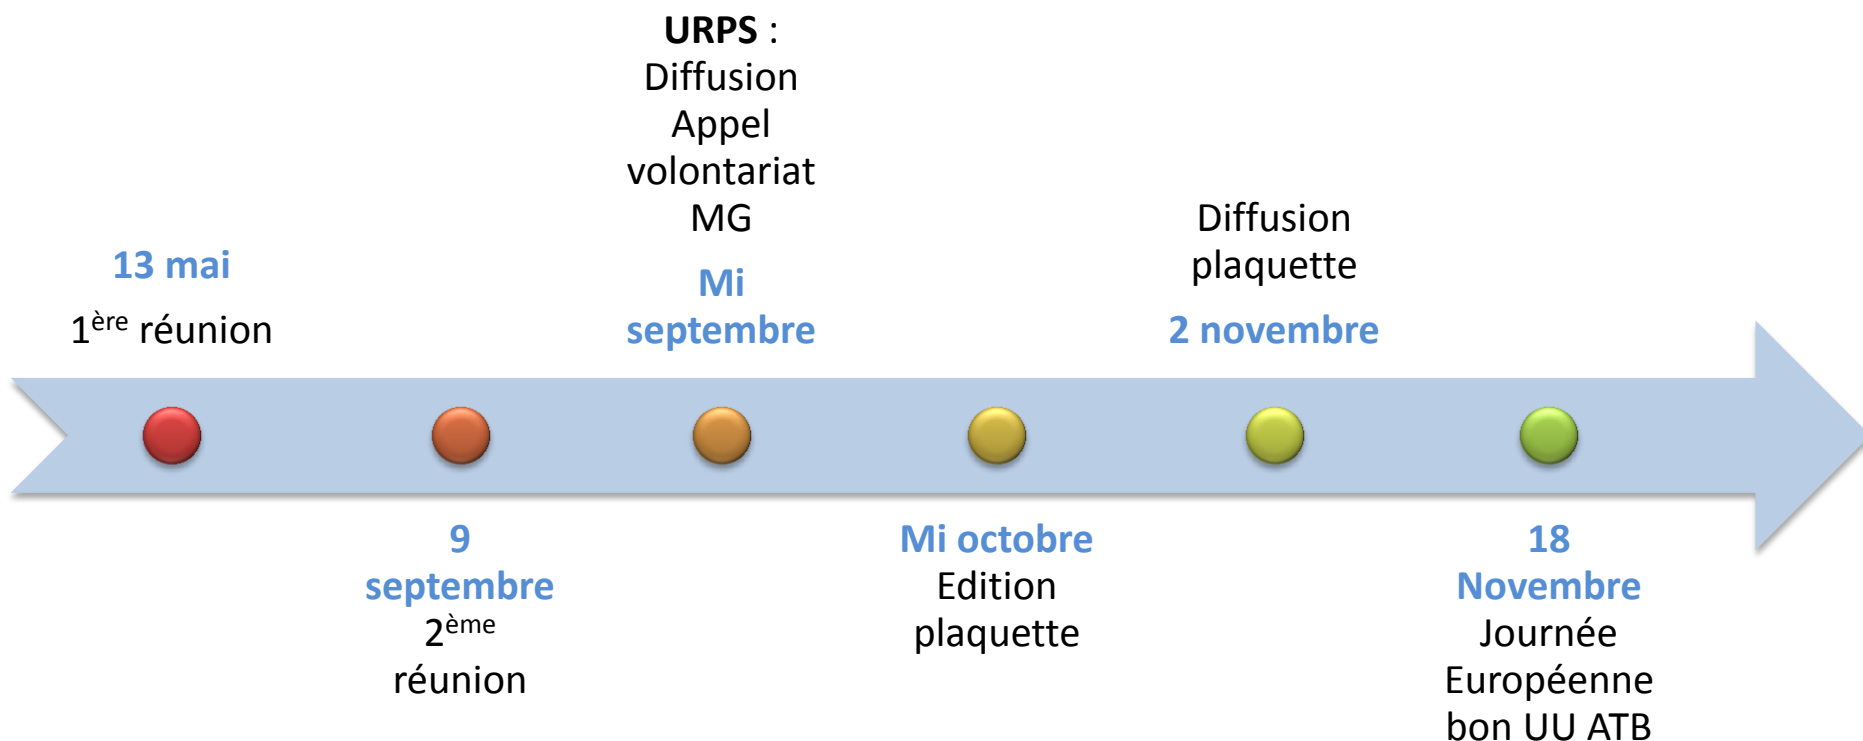 URPS :
Diffusion
Appel
volontariat
MG
Mi
septembre
13 mai
1ère réunion
Diffusion
plaquette
2 novembre
9
septembre
2ème
réunion
Mi octobre
Edition
plaquette
18
Novembre
Journée
Européenne
bon UU ATB